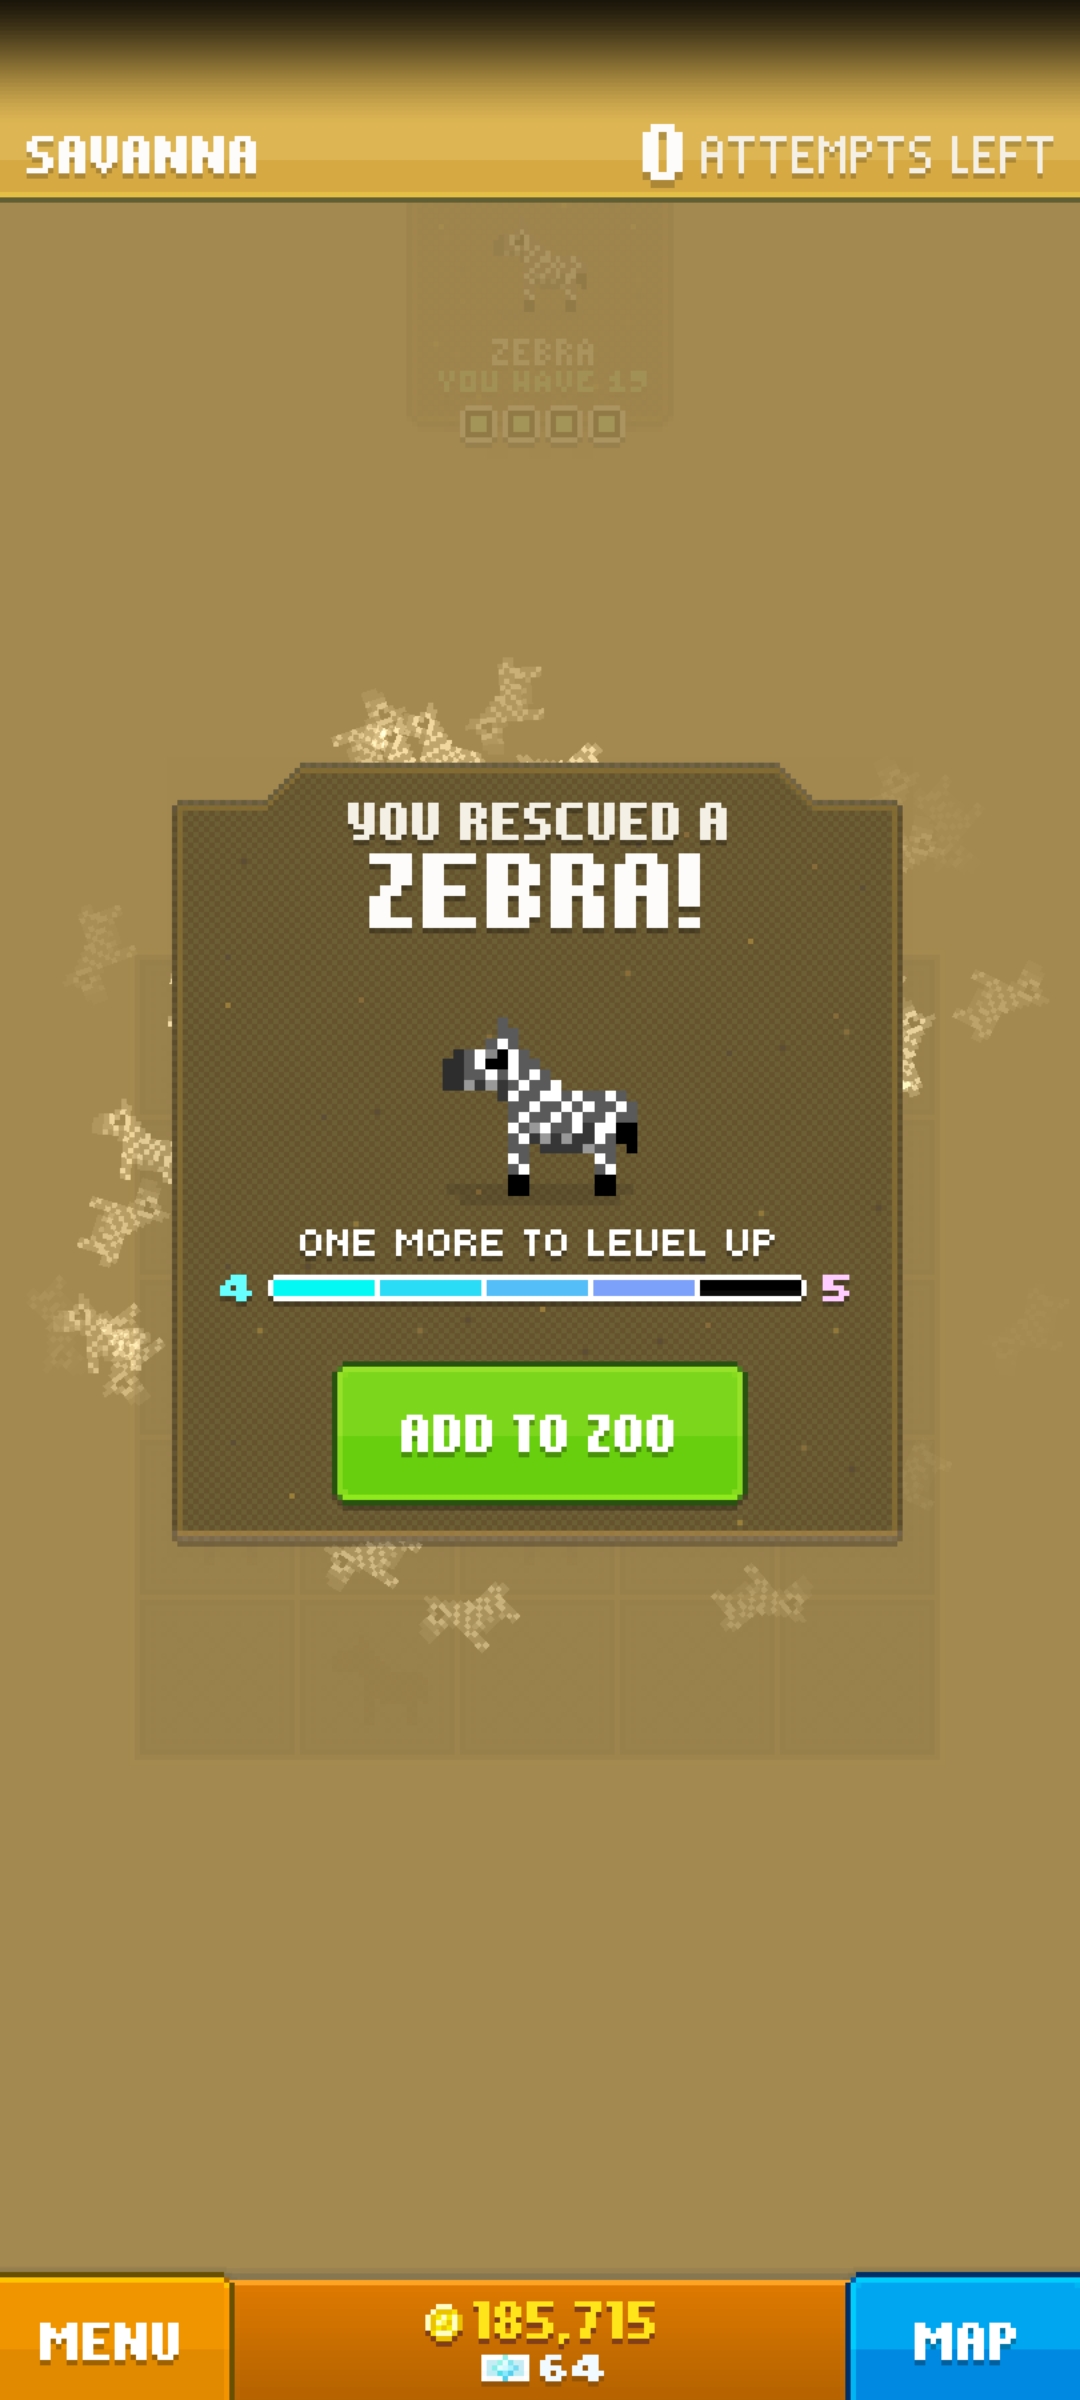 SAVANNA
0 ATTEMPTS LEFT
ZEBRA
YOU HAVE 19
YOU RESCUED A
ZEBRA!
ONE MORE TO LEVEL UP
4 5
ADD TO ZOO
MENU
185,715
64
MAP